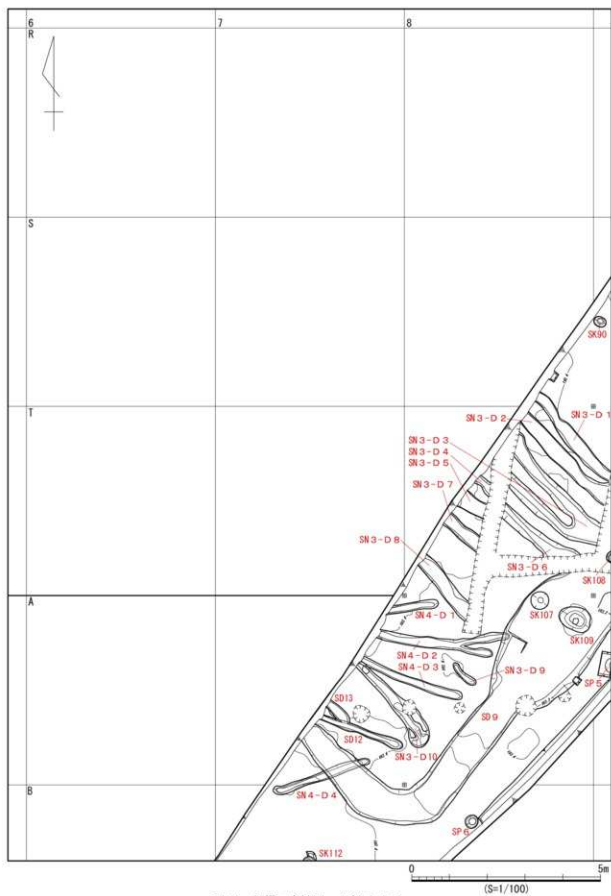 6
7
8
R
S
T
A
B
SK90
SN3-D2
SN3-D1
SN3-D3
SN3-D4
SN3-D5
SN3-D7
SN3-D8
SN3-D6
SK108
SN4-D1
SK107
SK109
SN4-D2
SN4-D3
SN3-D9
SP5
SD13
SD9
SD12
SN3-D10
SN4-D4
SP6
SK112
0
5m
(S=1/100)